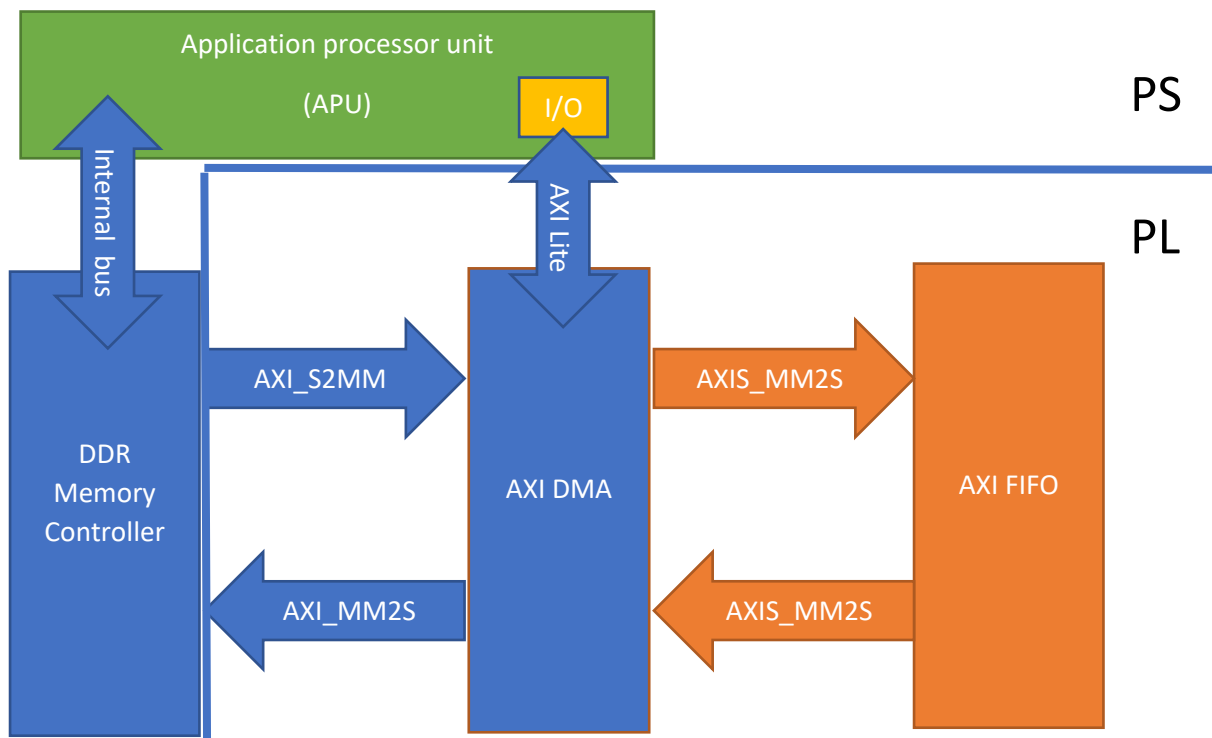 Application processor unit
(APU)
I/O
PS
Internal bus
AXI Lite
PL
AXI_S2MM
AXIS_MM2S
DDR
Memory
Controller
AXI DMA
AXI FIFO
AXI_MM2S
AXIS_MM2S